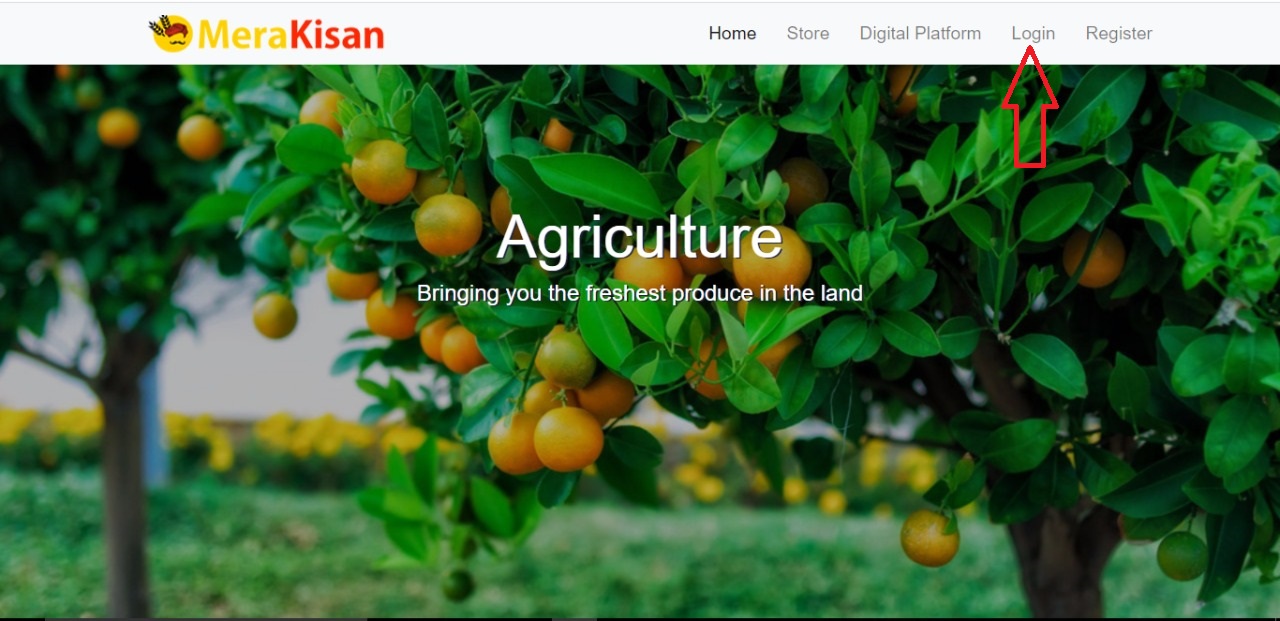 MeraKisan
Home Store Digital Platform Login Register
Agriculture
Bringing you the freshest produce in the land